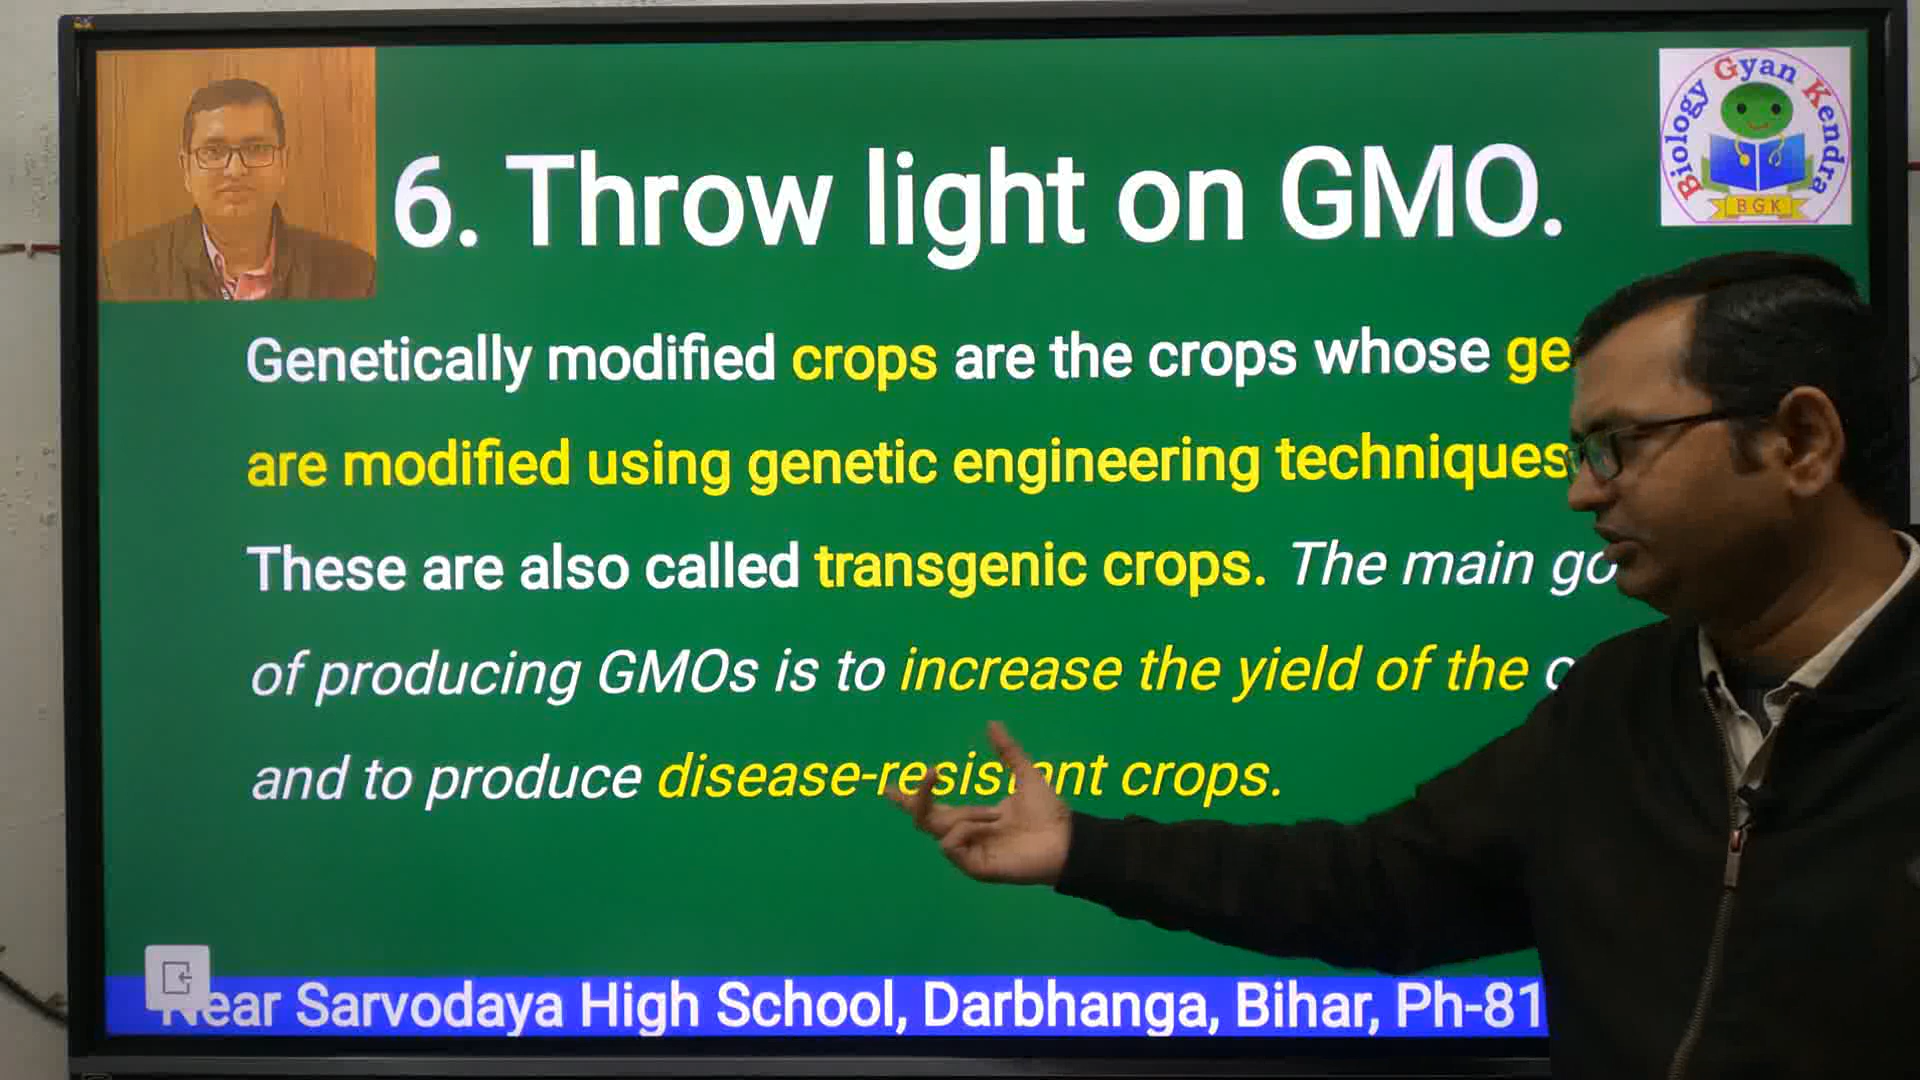 Biology Gyan Kendra
BGK
6. Throw light on GMO.
Genetically modified crops are the crops whose
are modified using genetic engineering techniques
These are also called transgenic crops. The main
of producing GMOs is to increase the yield of the
and to produce disease-resistant crops.
Near Sarvodaya High School, Darbhanga, Bihar, Ph-81